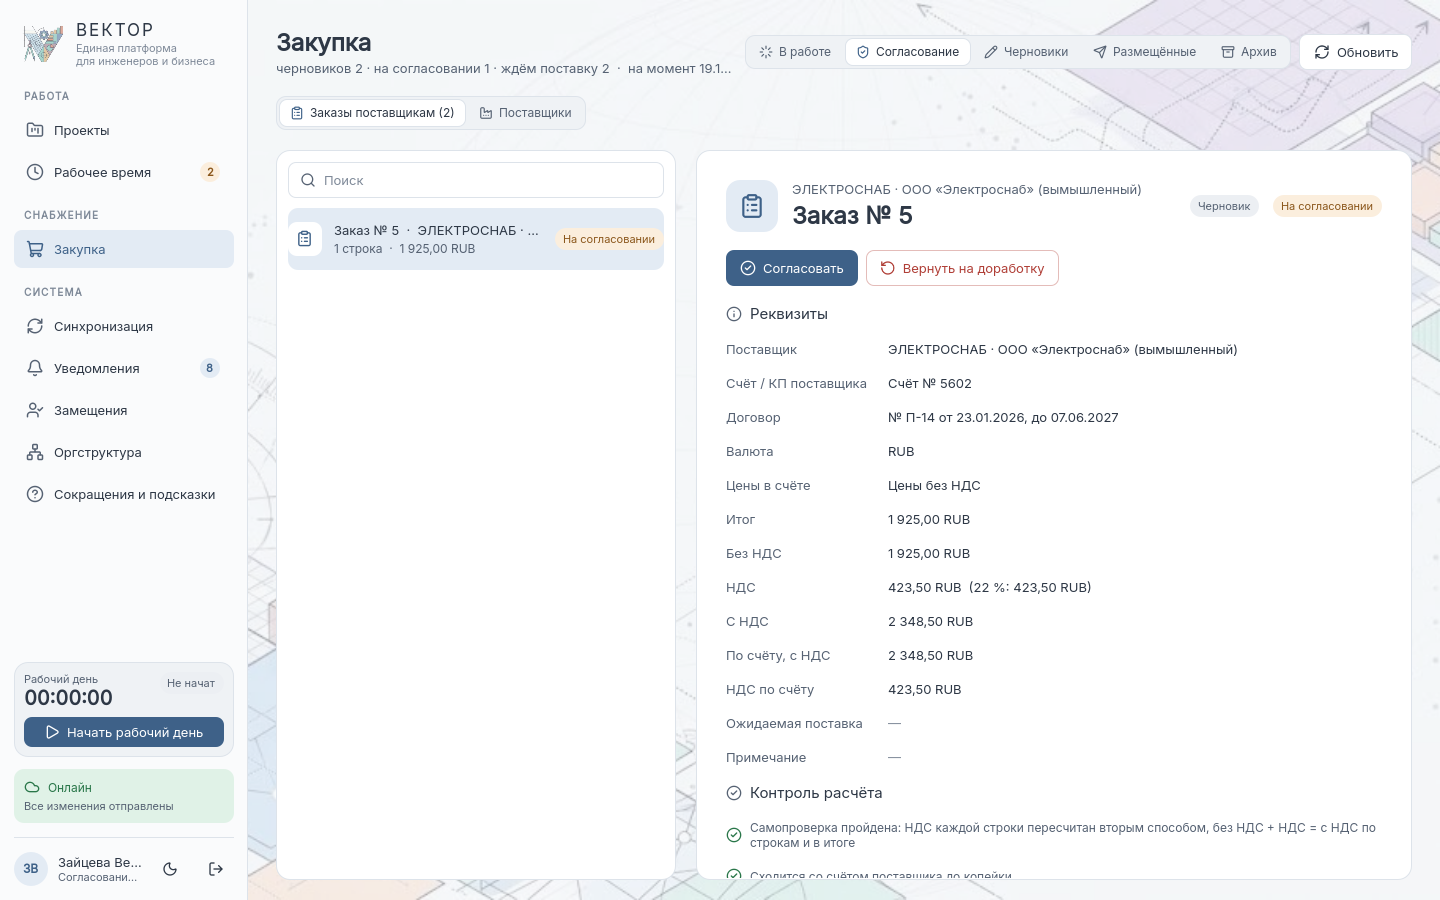 ВЕКТОР
Единая платформа
для инженеров и бизнеса
РАБОТА
Проекты
Рабочее время 2
СНАБЖЕНИЕ
Закупка
СИСТЕМА
Синхронизация
Уведомления 8
Замещения
Оргструктура
Сокращения и подсказки
Рабочий день
Не начат
00:00:00
Начать рабочий день
Онлайн
Все изменения отправлены
ЗВ
Зайцева Ве...
Согласовани...
Закупка
черновиков 2 · на согласовании 1 · ждём поставку 2 · на момент 19.1...
В работе
Согласование
Черновики
Размещённые
Архив
Обновить
Заказы поставщикам (2)
Поставщики
Поиск
Заказ № 5 · ЭЛЕКТРОСНАБ · ...
1 строка · 1 925,00 RUB
На согласовании
ЭЛЕКТРОСНАБ · ООО «Электроснаб» (вымышленный)
Заказ № 5
Черновик
На согласовании
Согласовать
Вернуть на доработку
Реквизиты
Поставщик ЭЛЕКТРОСНАБ · ООО «Электроснаб» (вымышленный)
Счёт / КП поставщика Счёт № 5602
Договор № П-14 от 23.01.2026, до 07.06.2027
Валюта RUB
Цены в счёте Цены без НДС
Итог 1 925,00 RUB
Без НДС 1 925,00 RUB
НДС 423,50 RUB (22 %: 423,50 RUB)
С НДС 2 348,50 RUB
По счёту, с НДС 2 348,50 RUB
НДС по счёту 423,50 RUB
Ожидаемая поставка —
Примечание —
Контроль расчёта
Самопроверка пройдена: НДС каждой строки пересчитан вторым способом, без НДС + НДС = с НДС по
строкам и в итоге
Сходится со счётом поставщика до копейки